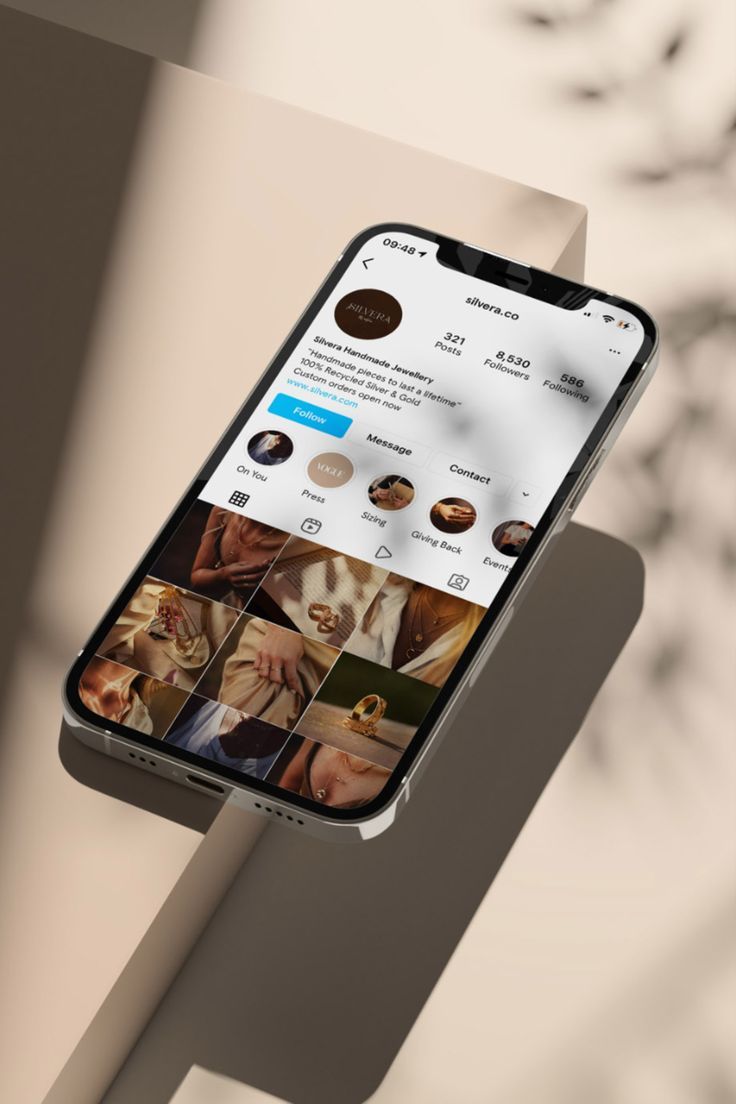 09:48
silvera.co
SILVERA
321
Posts
8,530
Followers
586
Following
Silvera Handmade Jewellery
"Handmade pieces to last a lifetime"
100% Recycled Silver & Gold
Custom orders open now
www.silvera.com
Follow
Message
Contact
VOGUE
On You
Press
Sizing
Giving Back
Events